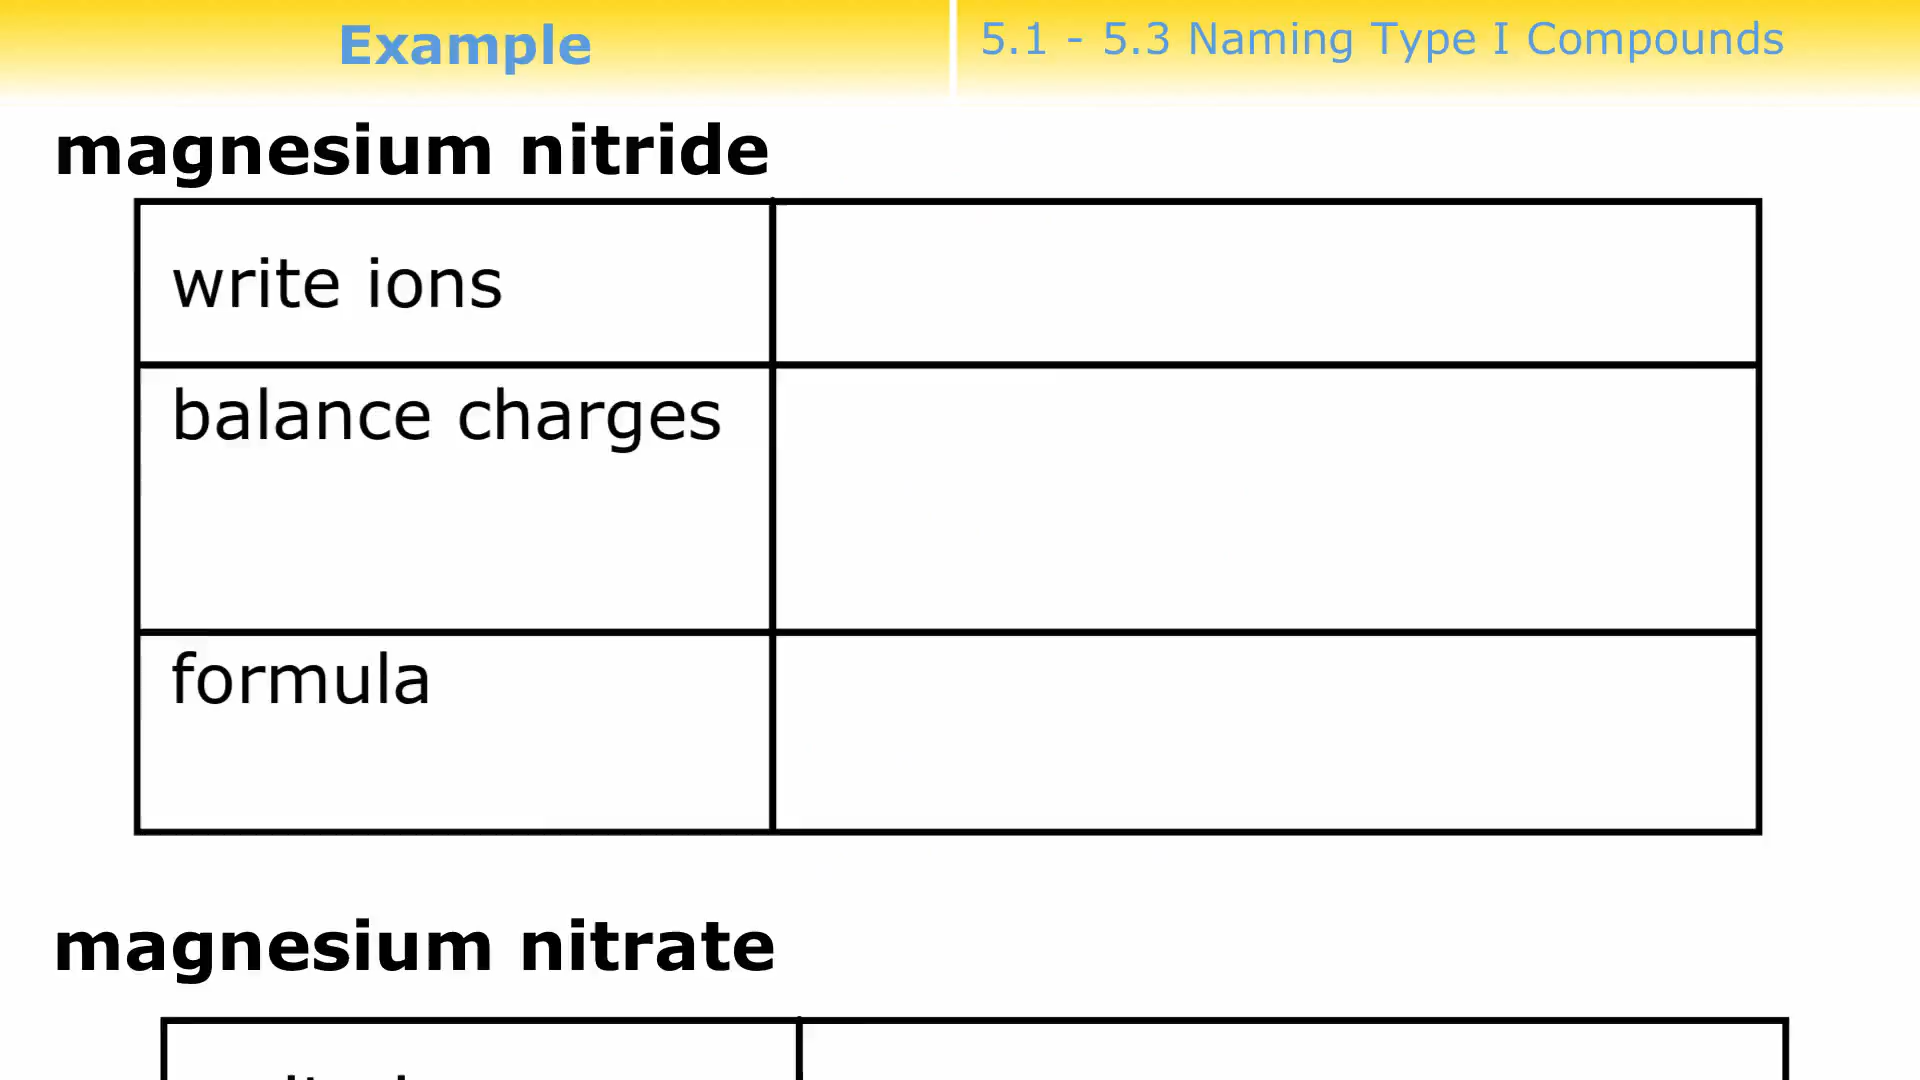 Example
5.1 - 5.3 Naming Type I Compounds
magnesium nitride
write ions
balance charges
formula
magnesium nitrate